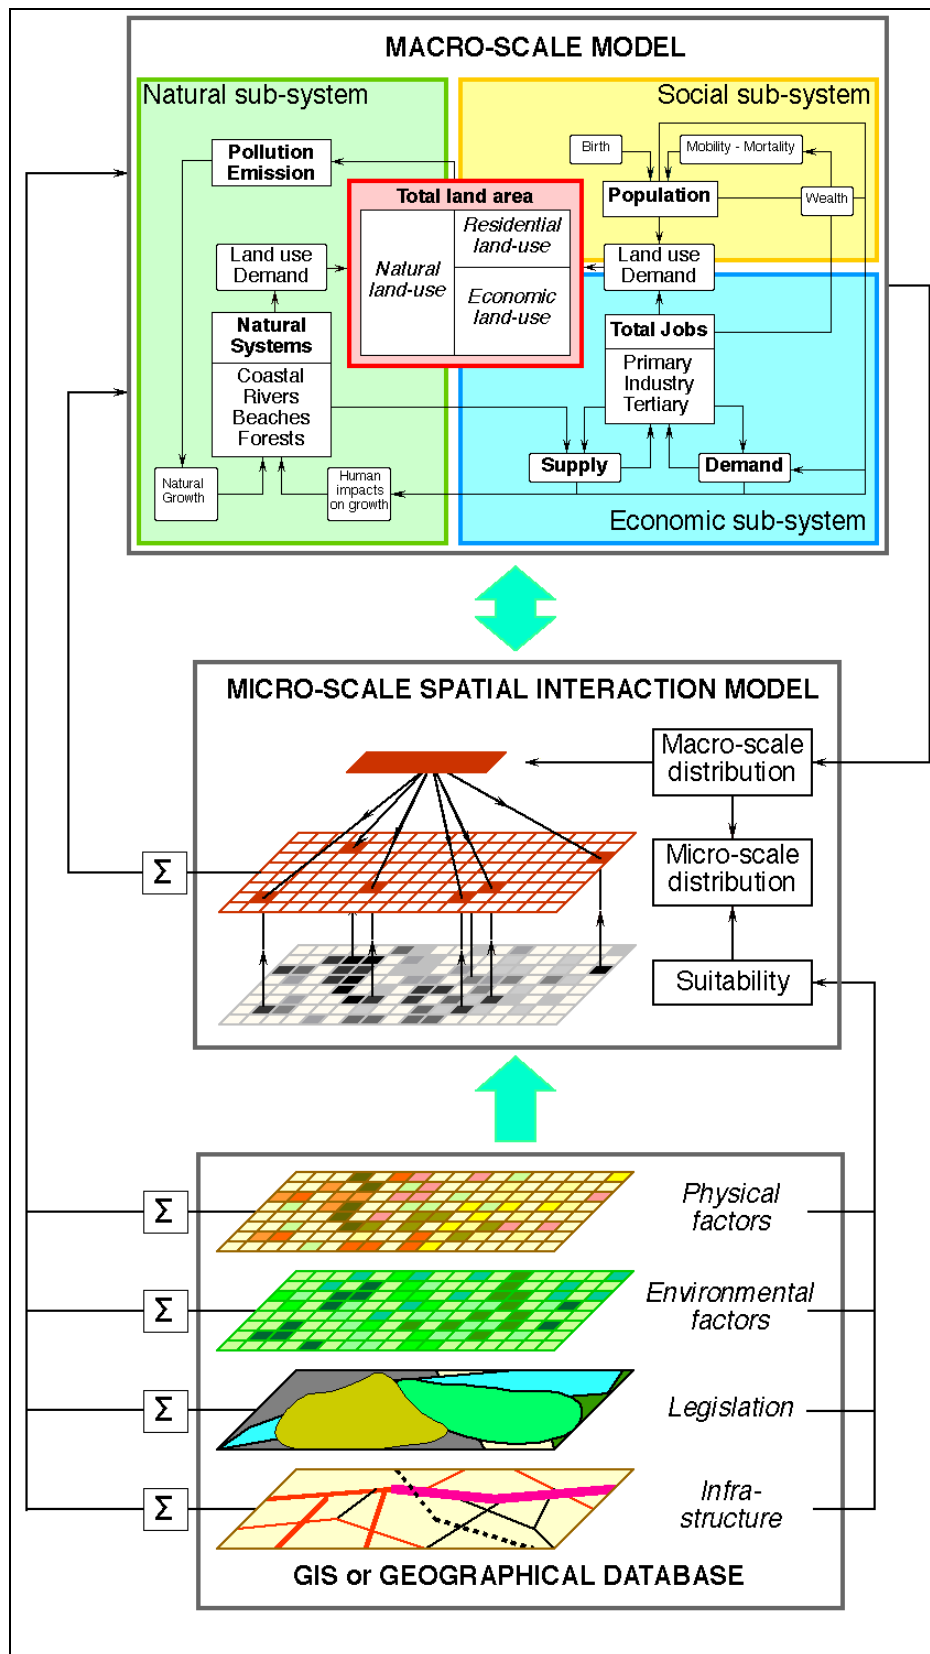 MACRO-SCALE MODEL
Natural sub-system
Social sub-system
Pollution
Emission
Birth
Mobility - Mortality
Population
Wealth
Total land area
Natural
land-use
Residential
land-use
Economic
land-use
Land use
Demand
Land use
Demand
Natural
Systems
Coastal
Rivers
Beaches
Forests
Total Jobs
Primary
Industry
Tertiary
Supply
Demand
Natural
Growth
Human
impacts
on growth
Economic sub-system
MICRO-SCALE SPATIAL INTERACTION MODEL
Macro-scale
distribution
Micro-scale
distribution
Suitability
Σ
Σ
Physical
factors
Σ
Environmental
factors
Σ
Legislation
Σ
Infra-
structure
GIS or GEOGRAPHICAL DATABASE